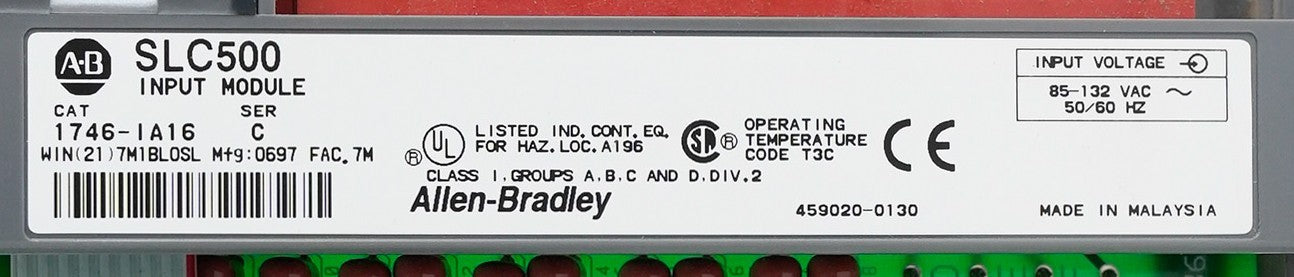 A·B SLC500
INPUT MODULE
CAT SER
1746-IA16 C
WIN(21)7M1BLOSL Mfg:0697 FAC.7M
UL ® LISTED IND. CONT. EQ.
FOR HAZ. LOC. A196
CLASS I, GROUPS A, B, C AND D, DIV. 2
Allen-Bradley
® OPERATING
TEMPERATURE
CODE T3C
CE
459020-0130
INPUT VOLTAGE
85-132 VAC ~
50/60 HZ
MADE IN MALAYSIA
16